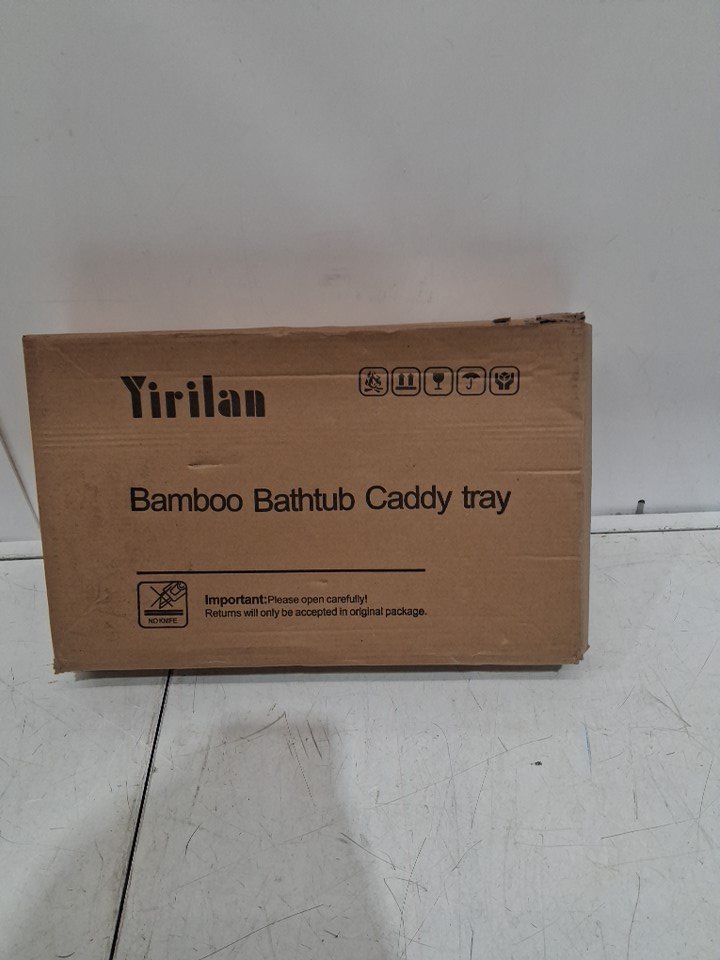 Yirilan
Bamboo Bathtub Caddy tray
NO KNIFE
Important:Please open carefully!
Returns will only be accepted in original package.